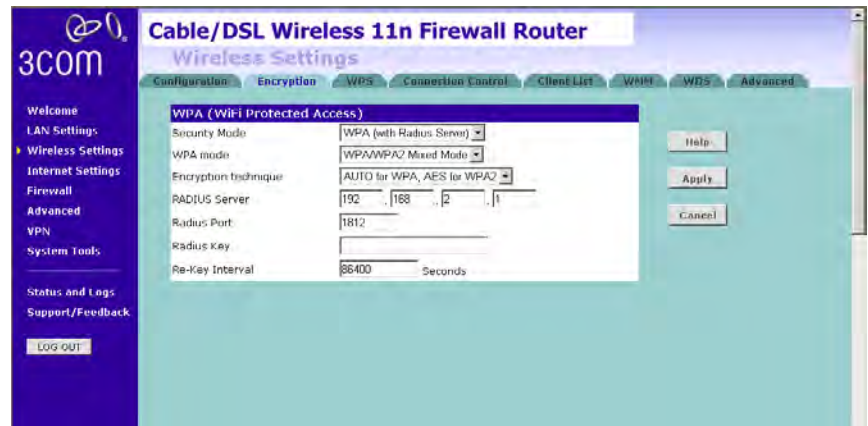 3COM
Cable/DSL Wireless 11n Firewall Router
Wireless Settings
Configuration Encryption WPS Connection Control Client List WMM WDS Advanced
Welcome
LAN Settings
Wireless Settings
Internet Settings
Firewall
Advanced
VPN
System Tools
Status and Logs
Support/Feedback
LOG OUT
WPA (WiFi Protected Access)
Security Mode WPA (with Radius Server)
WPA mode WPA/WPA2 Mixed Mode
Encryption technique AUTO for WPA, AES for WPA2
RADIUS Server 192 . 168 . 2 . 1
Radius Port 1812
Radius Key
Re-Key Interval 86400 Seconds
Help
Apply
Cancel